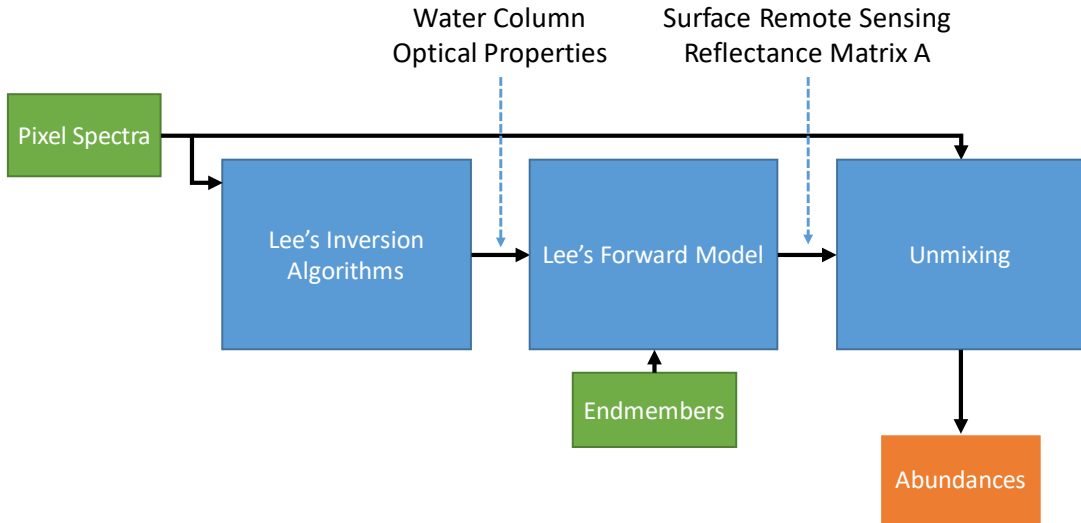 Water Column
Optical Properties
Surface Remote Sensing
Reflectance Matrix A
Pixel Spectra
Lee’s Inversion
Algorithms
Lee’s Forward Model
Unmixing
Endmembers
Abundances